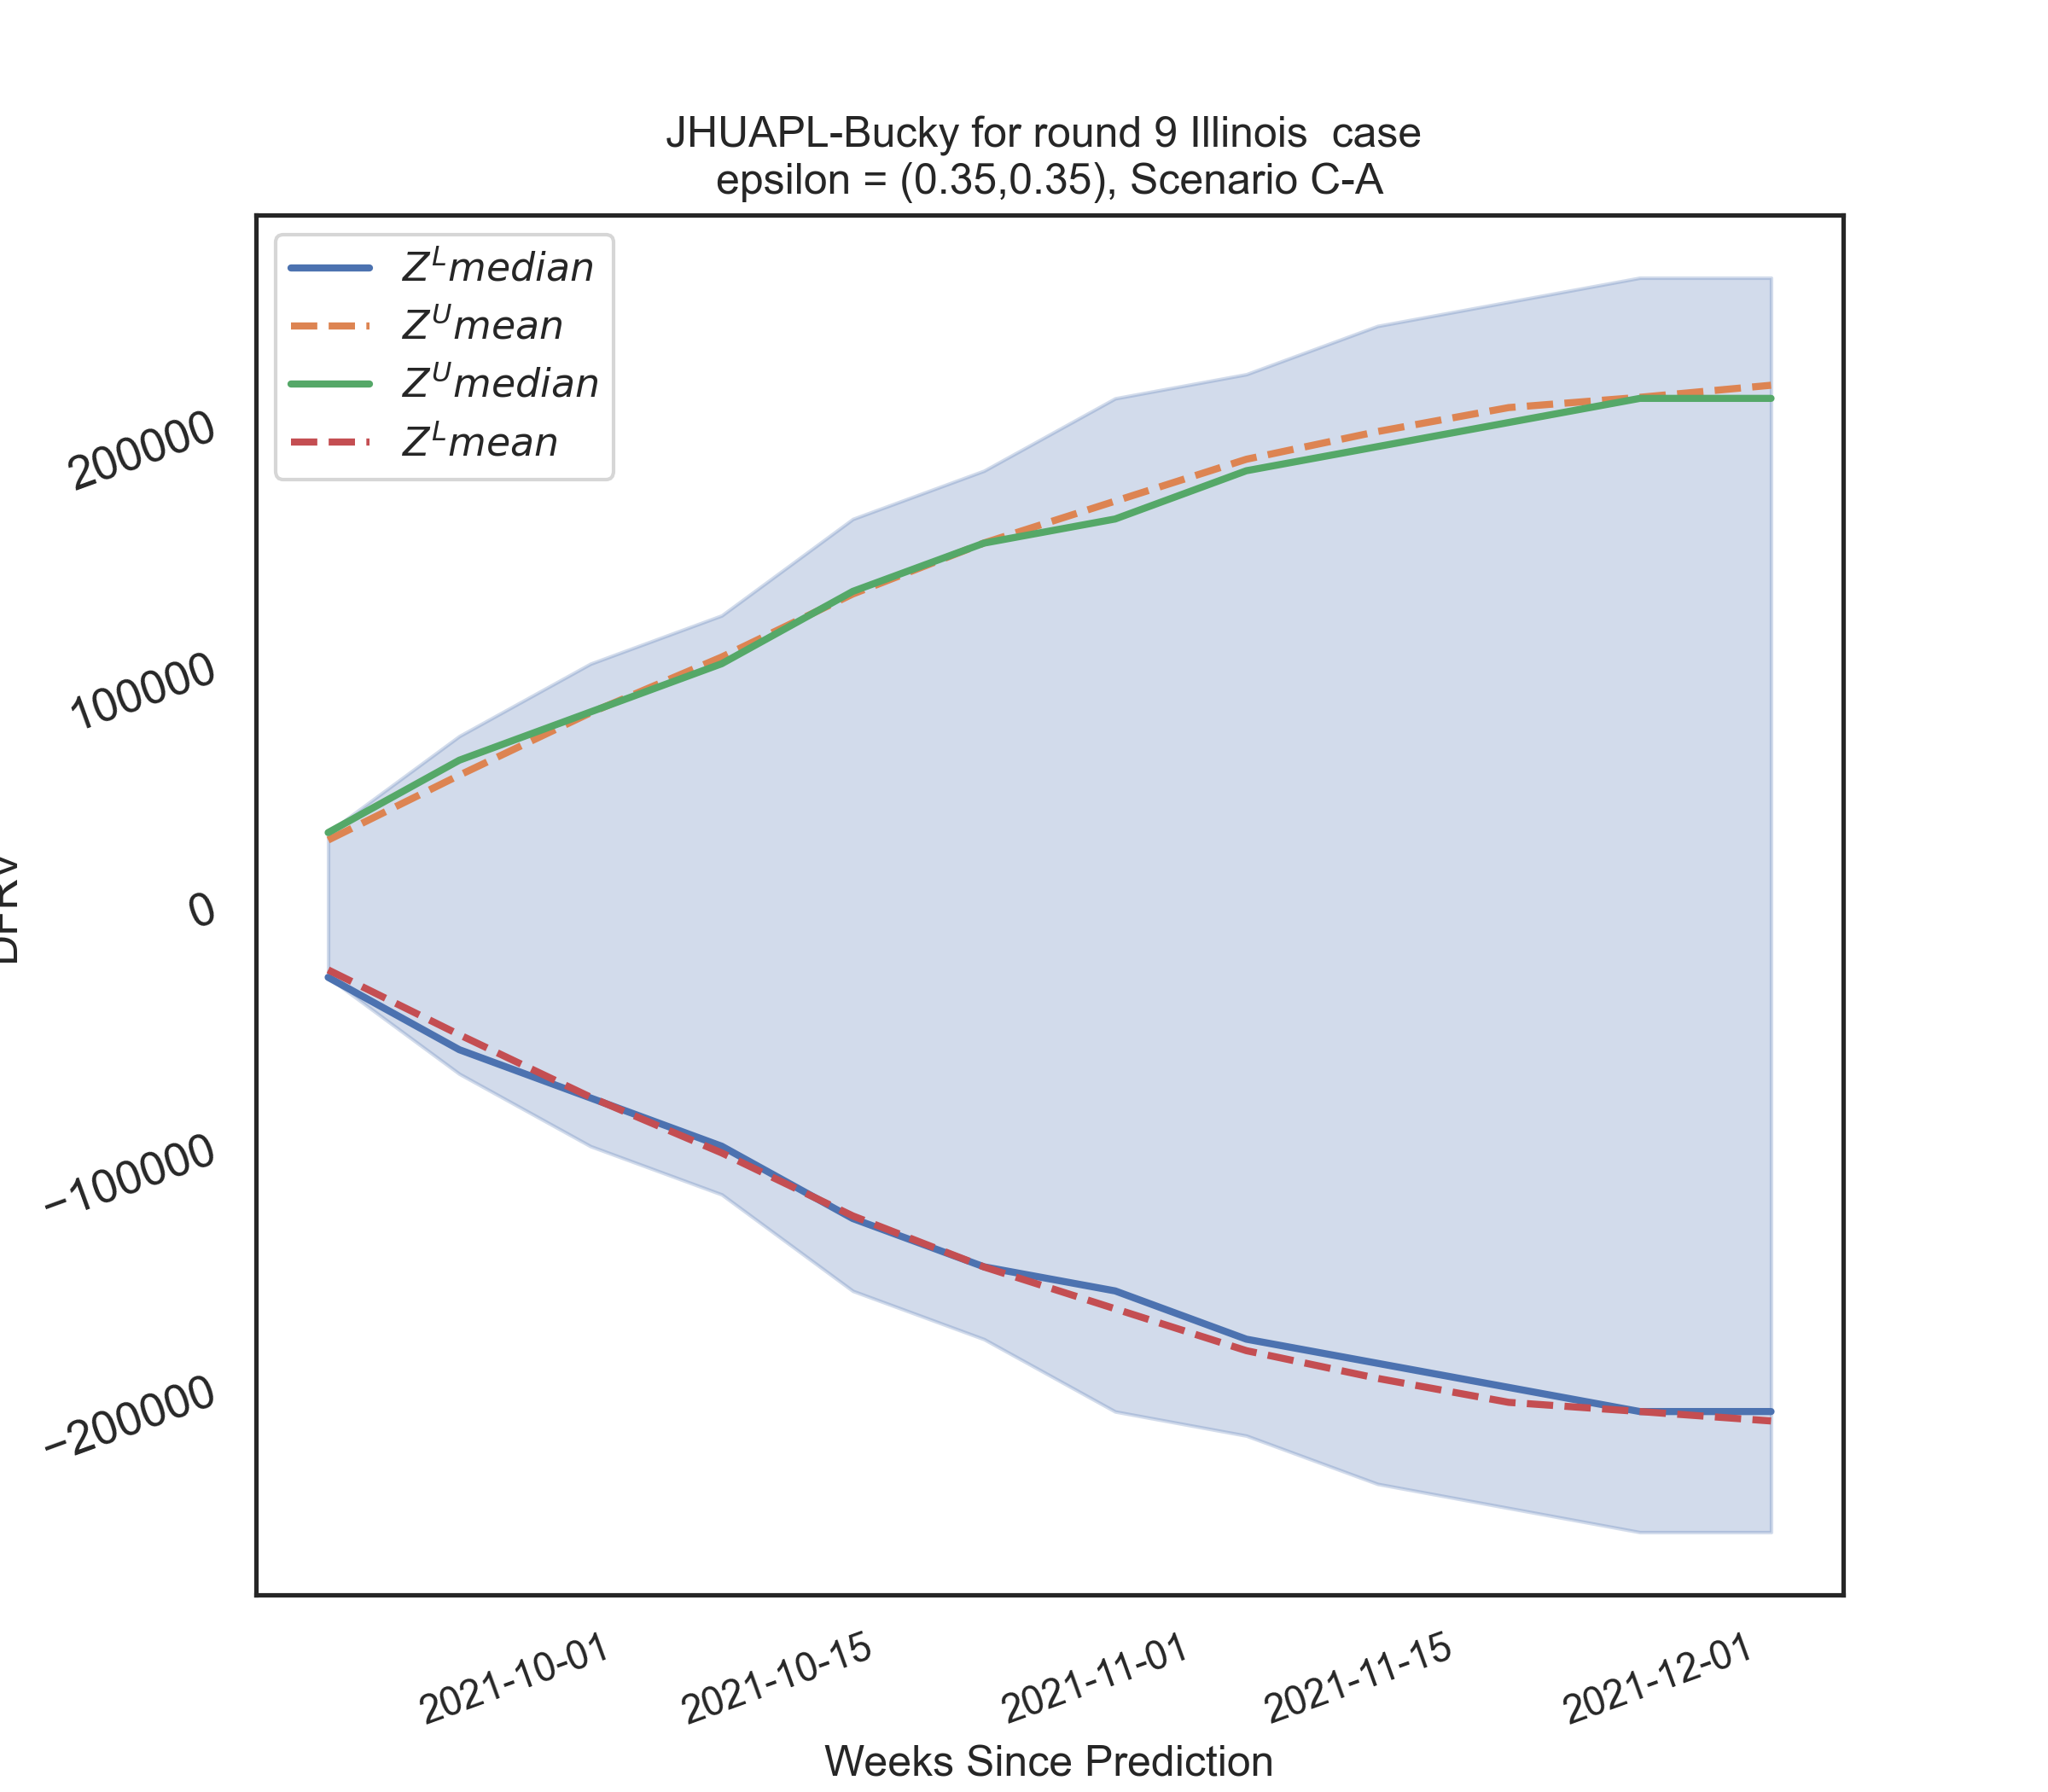 JHUAPL-Bucky for round 9 Illinois  case
epsilon = (0.35,0.35), Scenario C-A
Z^L median
Z^U mean
Z^U median
Z^L mean
200000
100000
0
−100000
−200000
2021-10-01
2021-10-15
2021-11-01
2021-11-15
2021-12-01
Weeks Since Prediction